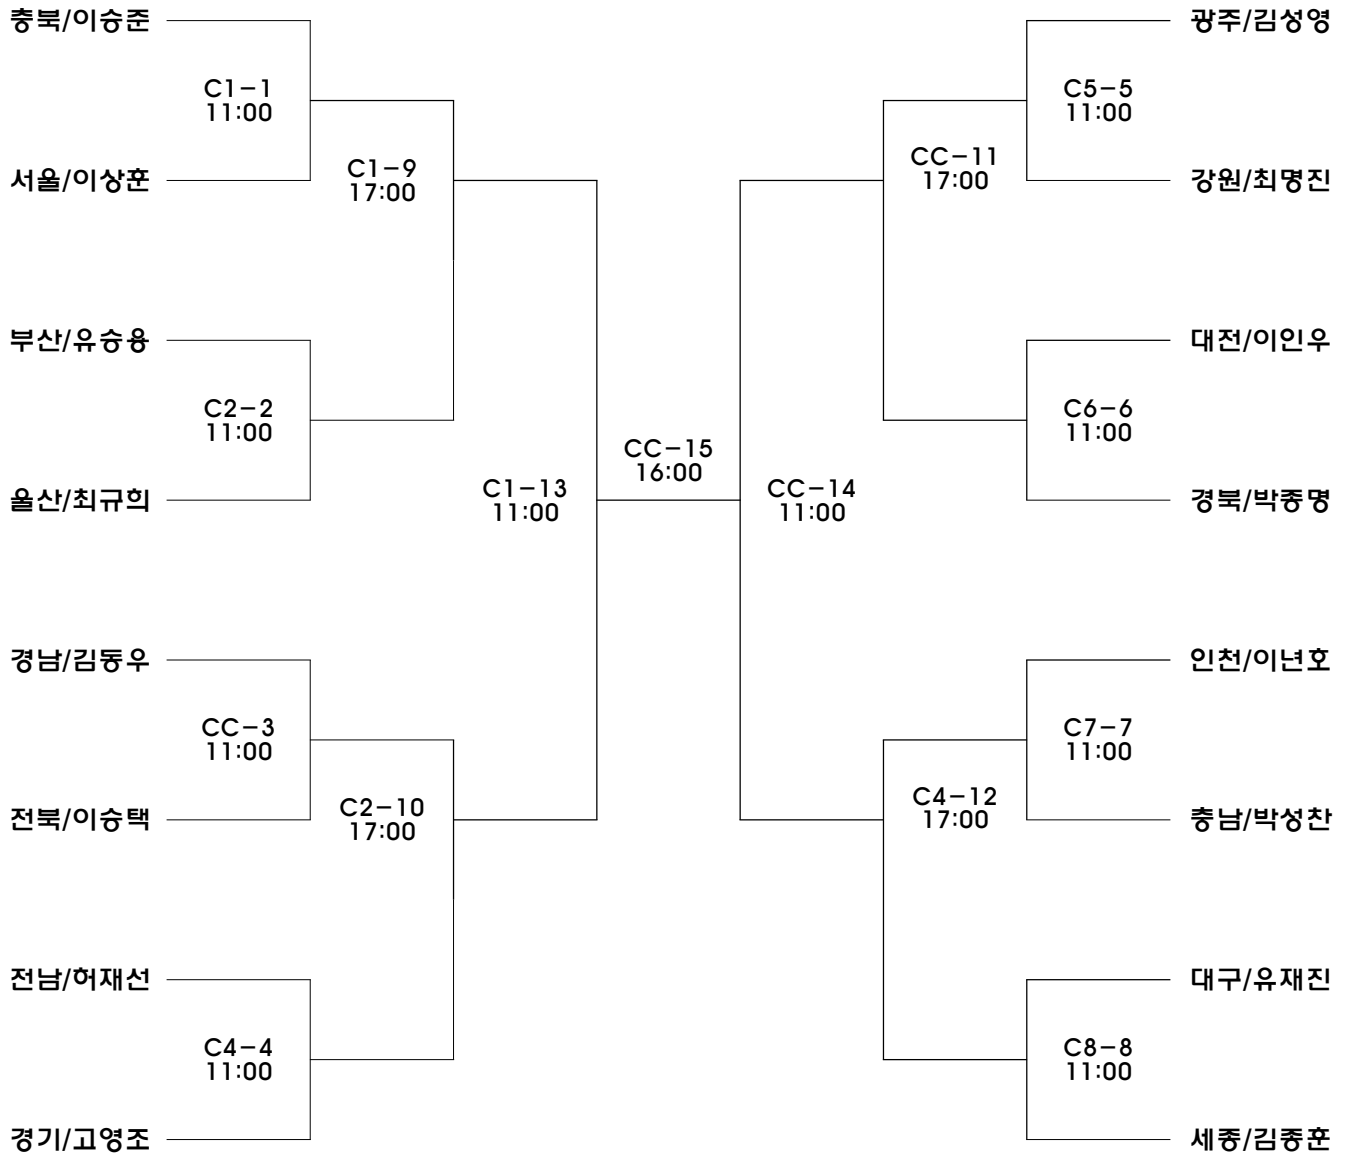 충북/이승준
C1-1
11:00
서울/이상훈
C1-9
17:00
부산/유승용
C2-2
11:00
울산/최규희
C1-13
11:00
경남/김동우
CC-3
11:00
전북/이승택
C2-10
17:00
전남/허재선
C4-4
11:00
경기/고영조
CC-15
16:00
광주/김성영
C5-5
11:00
강원/최명진
CC-11
17:00
대전/이인우
C6-6
11:00
경북/박종명
CC-14
11:00
인천/이년호
C7-7
11:00
충남/박성찬
C4-12
17:00
대구/유재진
C8-8
11:00
세종/김종훈